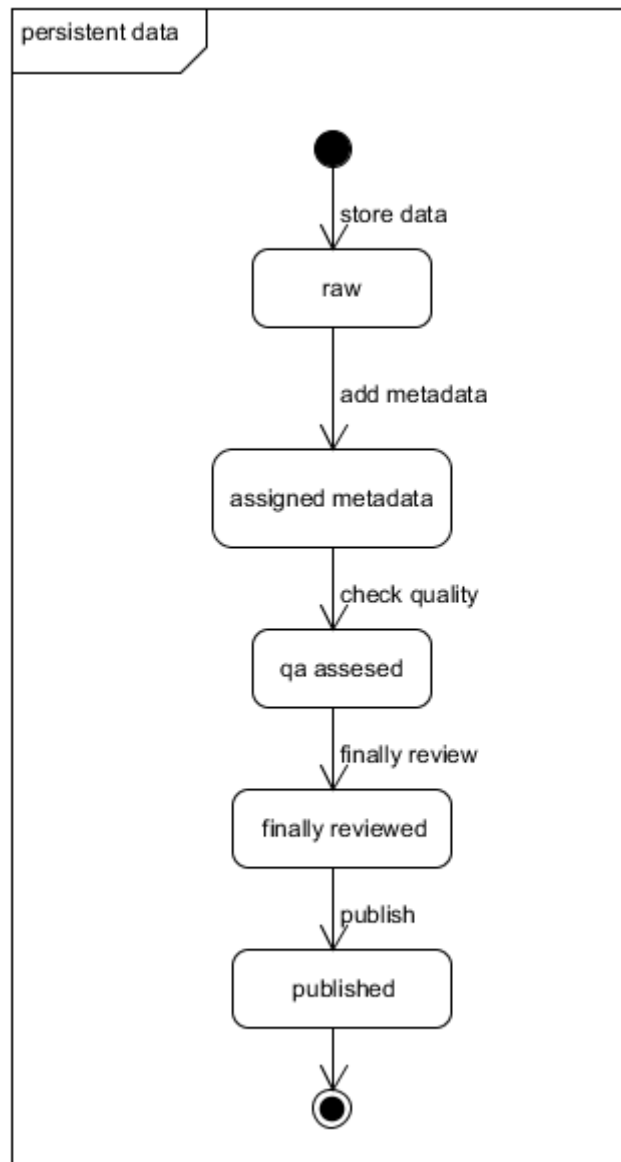 persistent data
store data
raw
add metadata
assigned metadata
check quality
qa assesed
finally review
finally reviewed
publish
published